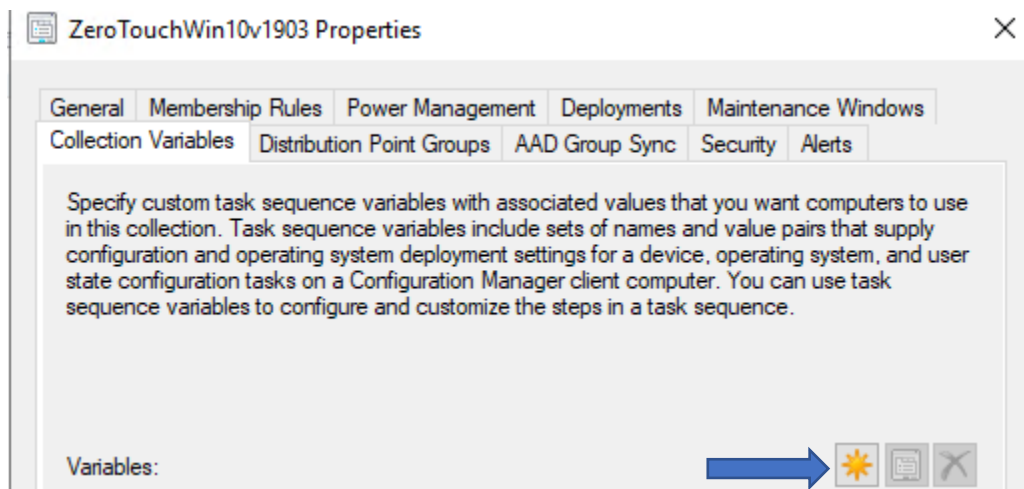 ZeroTouchWin10v1903 Properties
General Membership Rules Power Management Deployments Maintenance Windows
Collection Variables Distribution Point Groups AAD Group Sync Security Alerts
Specify custom task sequence variables with associated values that you want computers to use
in this collection. Task sequence variables include sets of names and value pairs that supply
configuration and operating system deployment settings for a device, operating system, and user
state configuration tasks on a Configuration Manager client computer. You can use task
sequence variables to configure and customize the steps in a task sequence.
Variables: